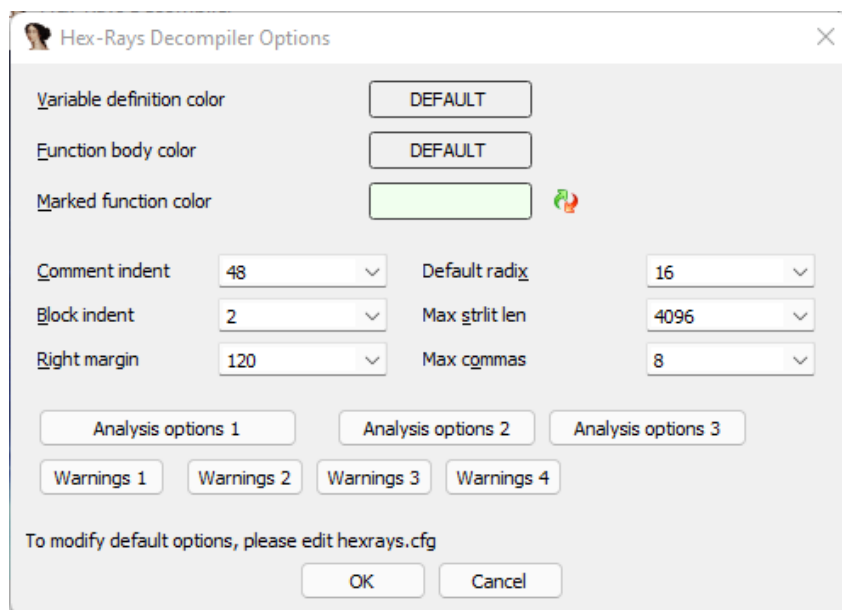 Hex-Rays Decompiler Options
Variable definition color DEFAULT
Function body color DEFAULT
Marked function color
Comment indent 48 Default radix 16
Block indent 2 Max strlit len 4096
Right margin 120 Max commas 8
Analysis options 1 Analysis options 2 Analysis options 3
Warnings 1 Warnings 2 Warnings 3 Warnings 4
To modify default options, please edit hexrays.cfg
OK Cancel